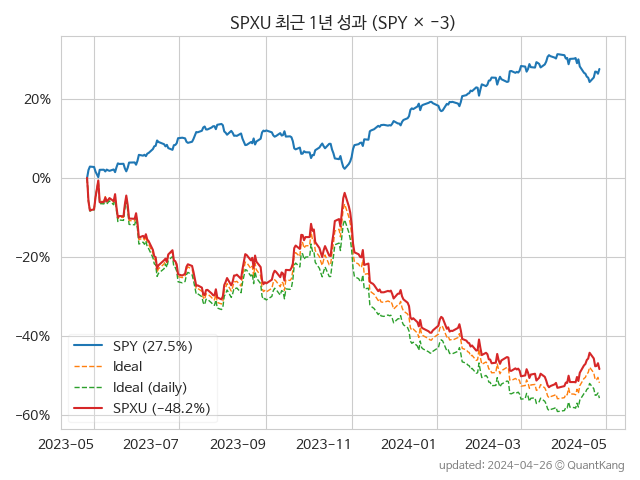 SPXU 최근 1년 성과 (SPY × −3)
20%
0%
−20%
−40%
−60%
SPY (27.5%)
Ideal
Ideal (daily)
SPXU (−48.2%)
2023-05
2023-07
2023-09
2023-11
2024-01
2024-03
2024-05
updated: 2024-04-26 © QuantKang